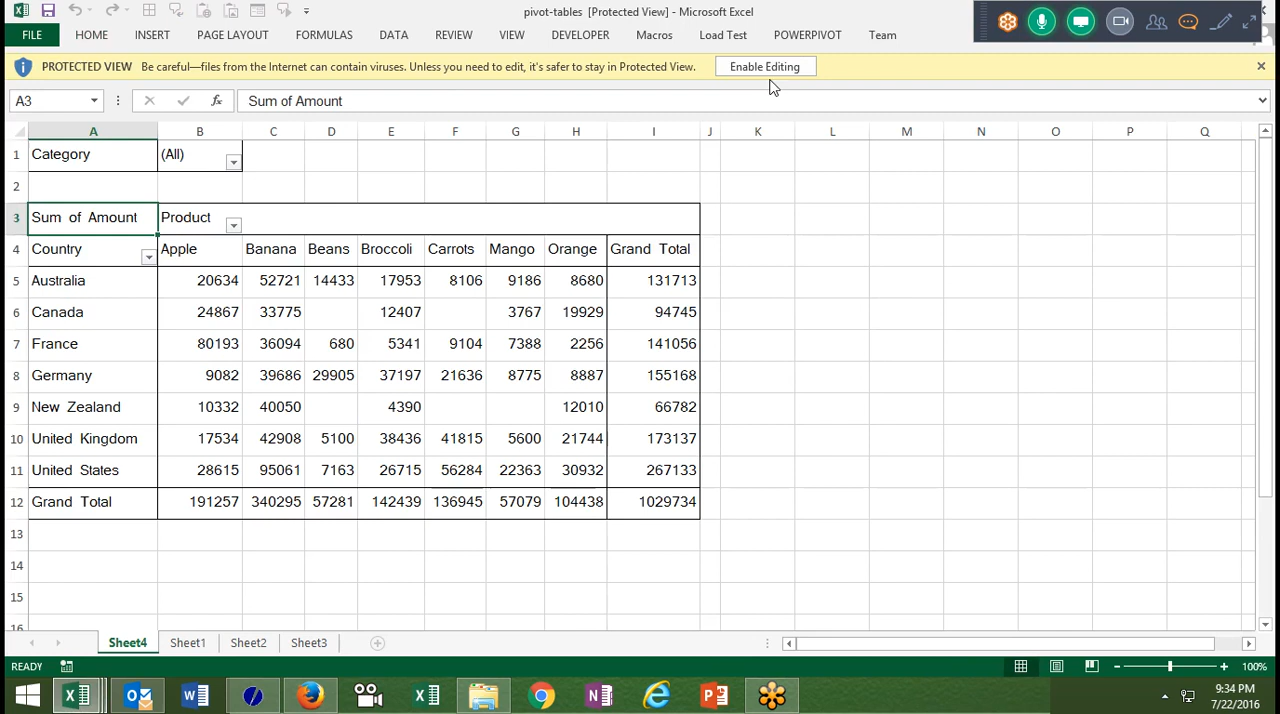 pivot-tables [Protected View] - Microsoft Excel
FILE HOME INSERT PAGE LAYOUT FORMULAS DATA REVIEW VIEW DEVELOPER Macros Load Test POWERPIVOT Team
PROTECTED VIEW Be careful—files from the Internet can contain viruses. Unless you need to edit, it's safer to stay in Protected View. Enable Editing
A3 Sum of Amount
A B C D E F G H I J K L M N O P Q
1 Category (All)
2
3 Sum of Amount Product
4 Country Apple Banana Beans Broccoli Carrots Mango Orange Grand Total
5 Australia 20634 52721 14433 17953 8106 9186 8680 131713
6 Canada 24867 33775 12407 3767 19929 94745
7 France 80193 36094 680 5341 9104 7388 2256 141056
8 Germany 9082 39686 29905 37197 21636 8775 8887 155168
9 New Zealand 10332 40050 4390 12010 66782
10 United Kingdom 17534 42908 5100 38436 41815 5600 21744 173137
11 United States 28615 95061 7163 26715 56284 22363 30932 267133
12 Grand Total 191257 340295 57281 142439 136945 57079 104438 1029734
13
14
15
16
Sheet4 Sheet1 Sheet2 Sheet3
READY 100%
9:34 PM
7/22/2016